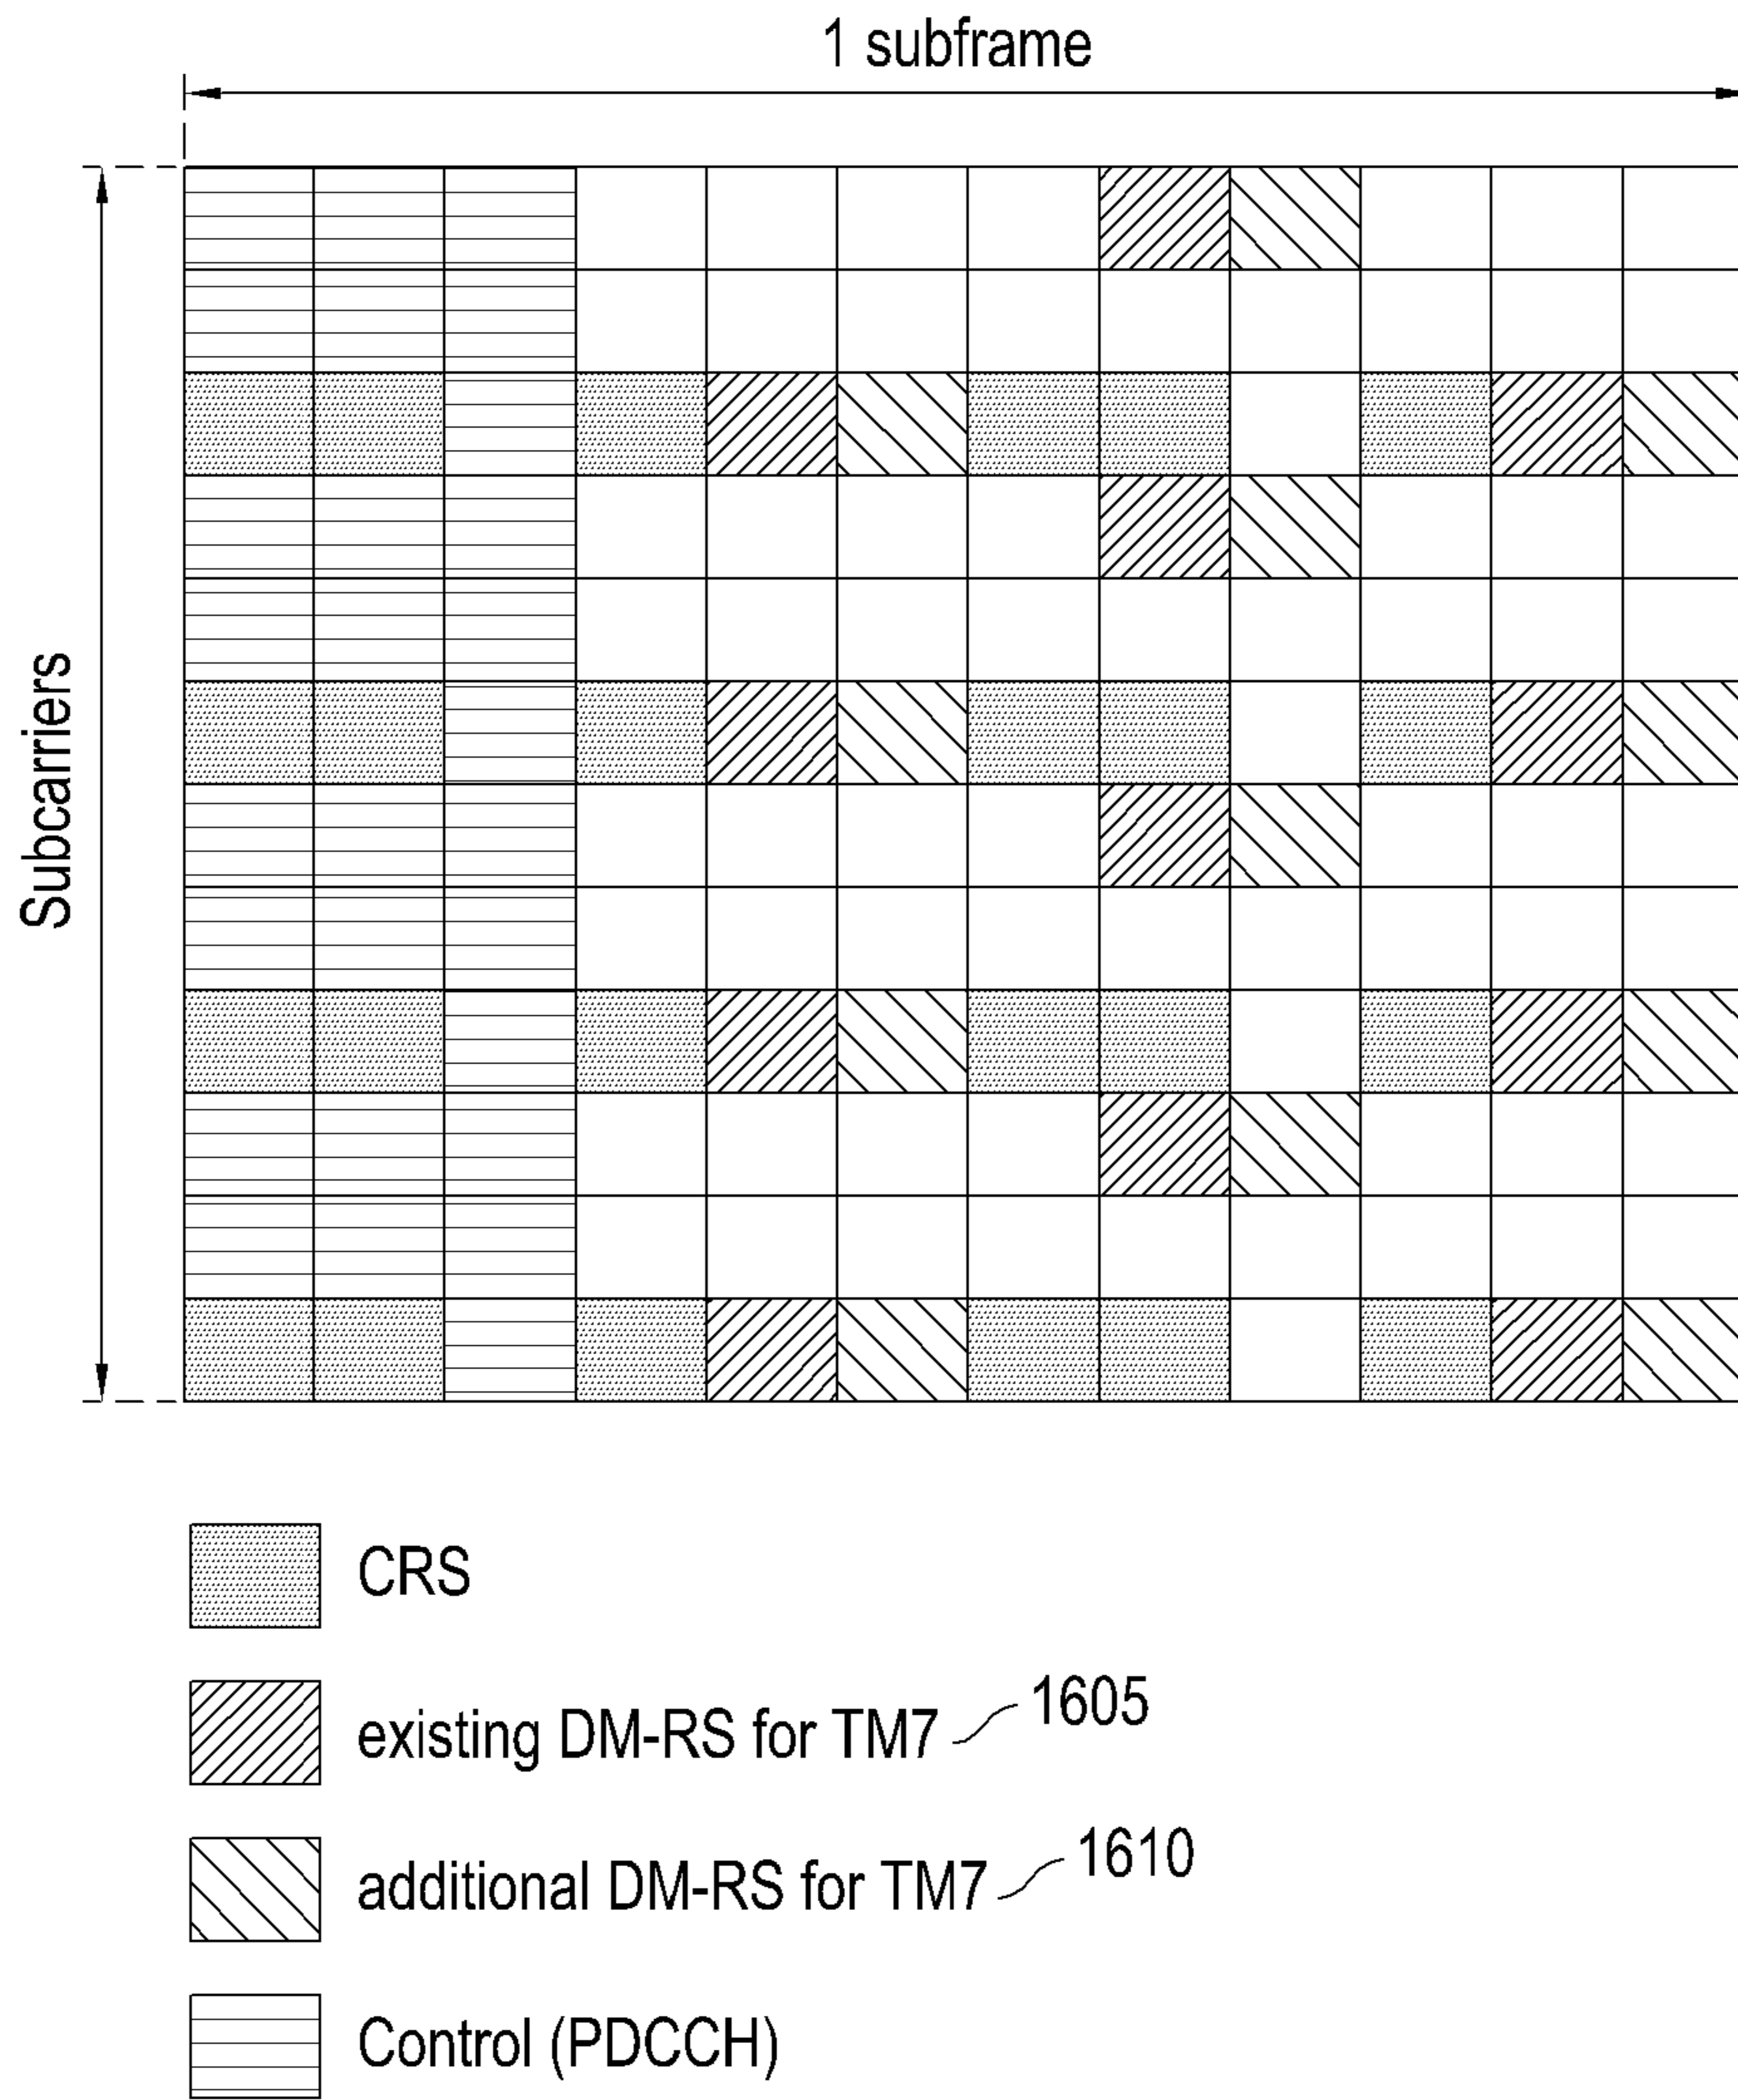 1 subframe
Subcarriers
CRS
existing DM-RS for TM7 1605
additional DM-RS for TM7 1610
Control (PDCCH)